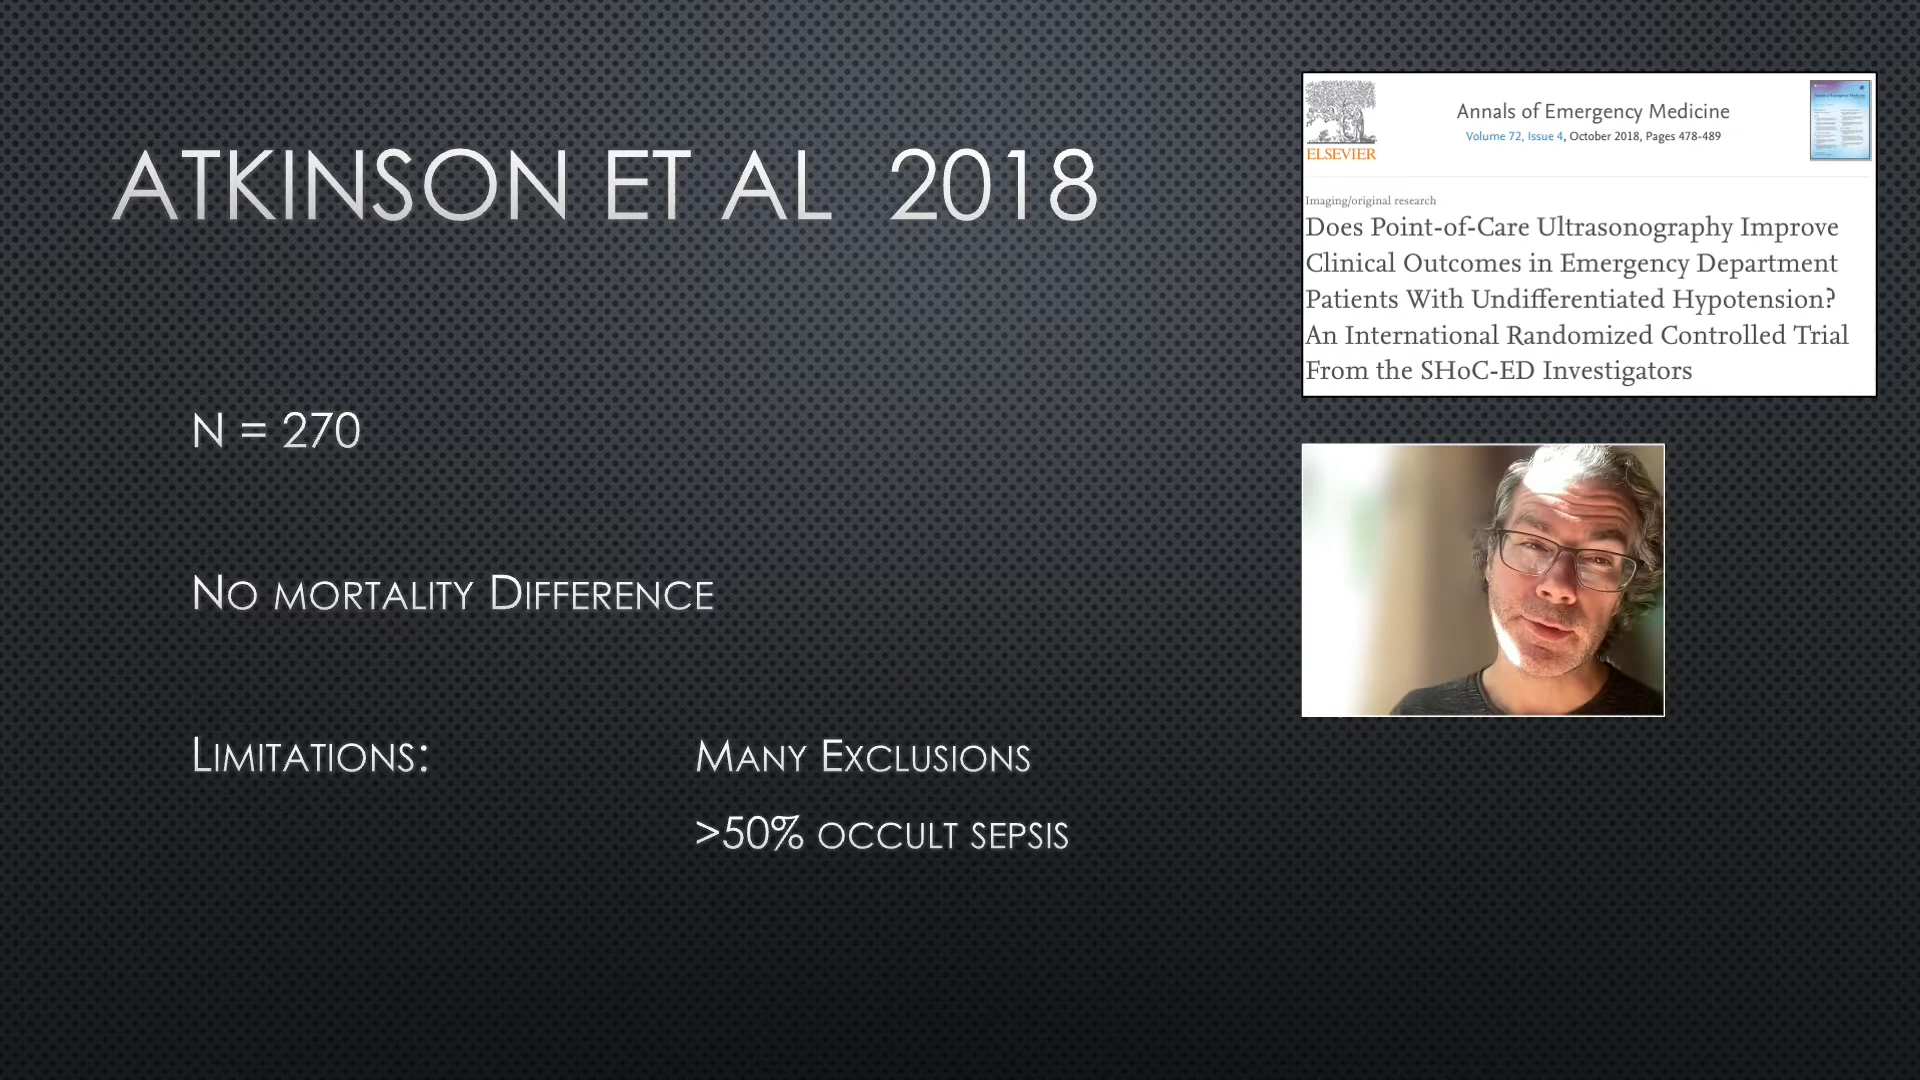 ATKINSON ET AL 2018
N = 270
NO MORTALITY DIFFERENCE
LIMITATIONS: MANY EXCLUSIONS
>50% OCCULT SEPSIS
ELSEVIER
Annals of Emergency Medicine
Volume 72, Issue 4, October 2018, Pages 478-489
Imaging/original research
Does Point-of-Care Ultrasonography Improve
Clinical Outcomes in Emergency Department
Patients With Undifferentiated Hypotension?
An International Randomized Controlled Trial
From the SHoC-ED Investigators